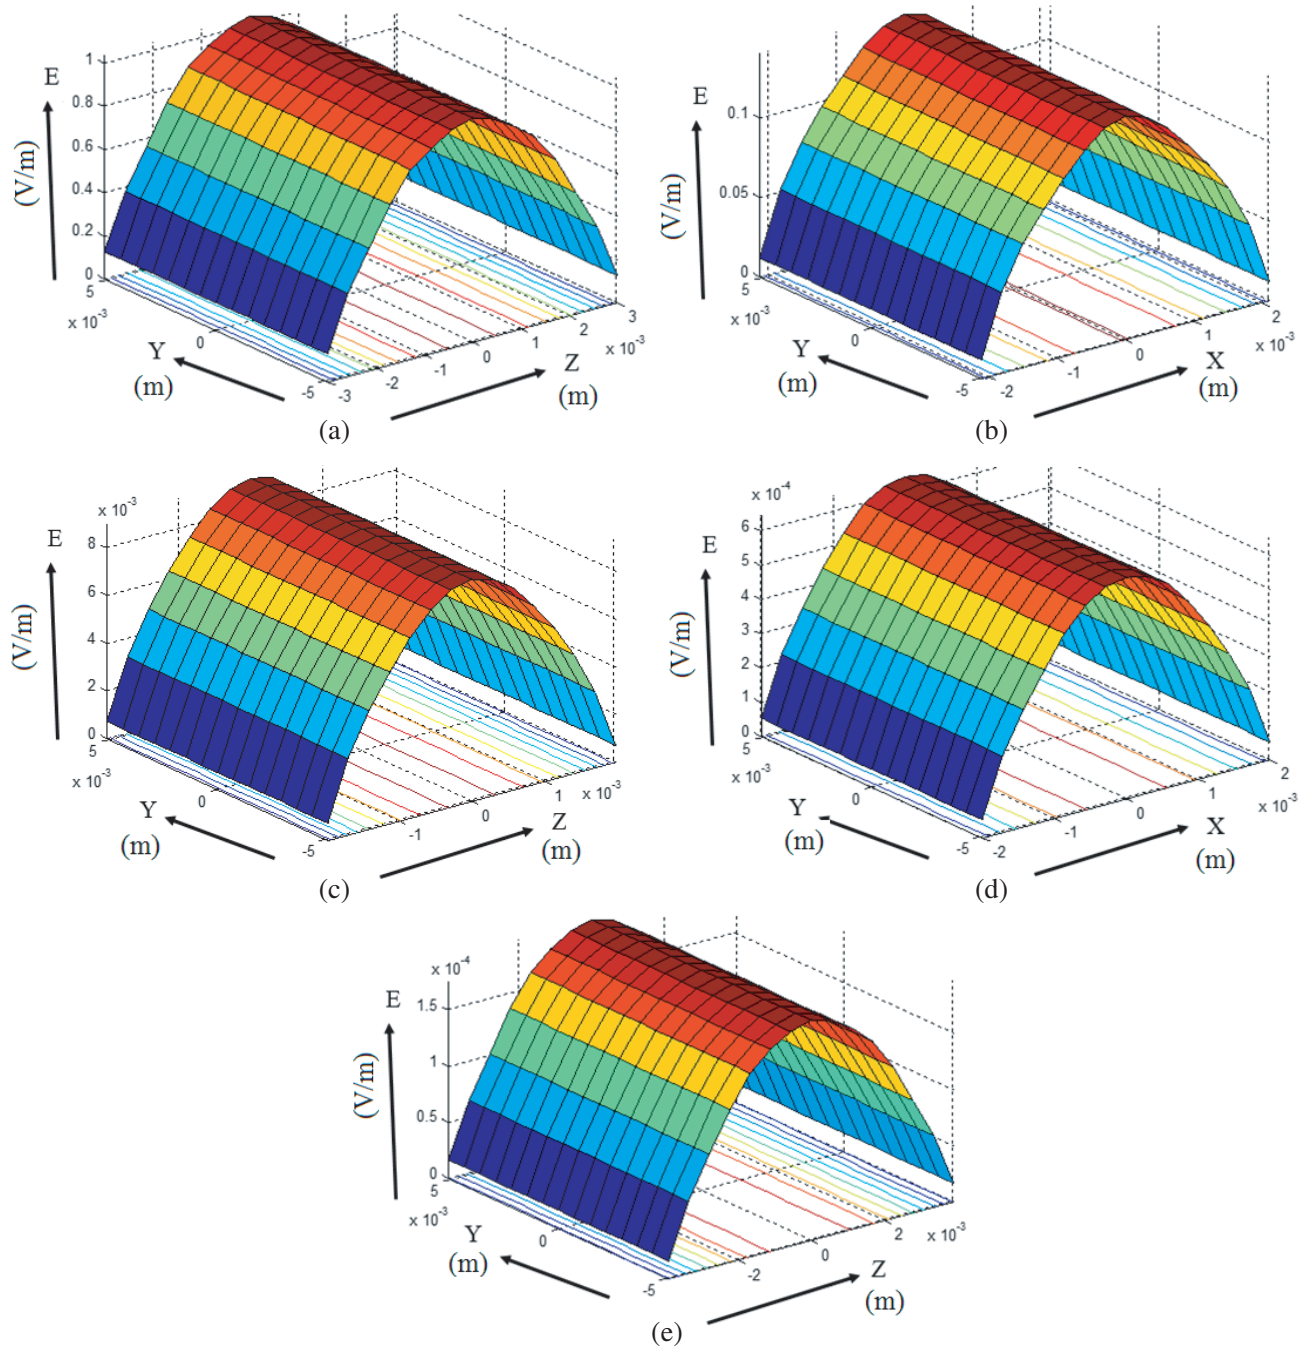 E
(V/m)
1
0.8
0.6
0.4
0.2
0
5
x 10⁻³
0
-5
Y
(m)
-3
-2
-1
0
1
2
3
x 10⁻³
Z
(m)
(a)
E
(V/m)
0.1
0.05
0
5
x 10⁻³
0
-5
Y
(m)
-2
-1
0
1
2
x 10⁻³
X
(m)
(b)
x 10⁻³
E
(V/m)
8
6
4
2
0
5
x 10⁻³
0
-5
Y
(m)
-1
0
1
x 10⁻³
Z
(m)
(c)
x 10⁻⁴
E
(V/m)
6
5
4
3
2
1
0
5
x 10⁻³
0
-5
Y
(m)
-2
-1
0
1
2
x 10⁻³
X
(m)
(d)
x 10⁻⁴
E
(V/m)
1.5
1
0.5
0
5
x 10⁻³
0
-5
Y
(m)
-2
0
2
x 10⁻³
Z
(m)
(e)